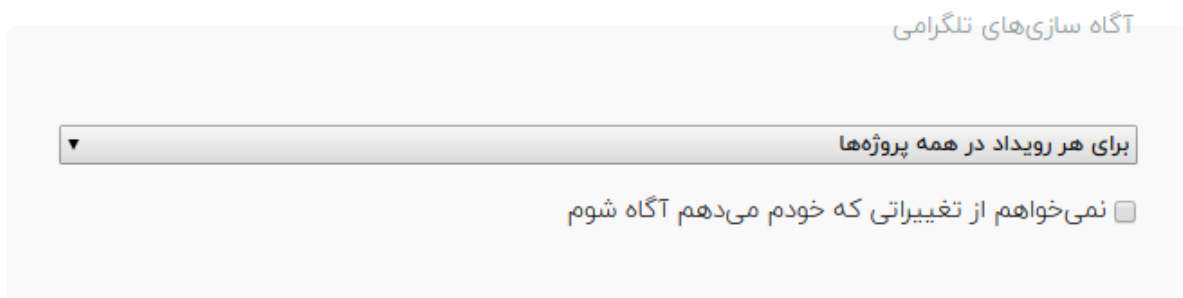 آگاه سازی‌های تلگرامی
برای هر رویداد در همه پروژه‌ها
نمی‌خواهم از تغییراتی که خودم می‌دهم آگاه شوم